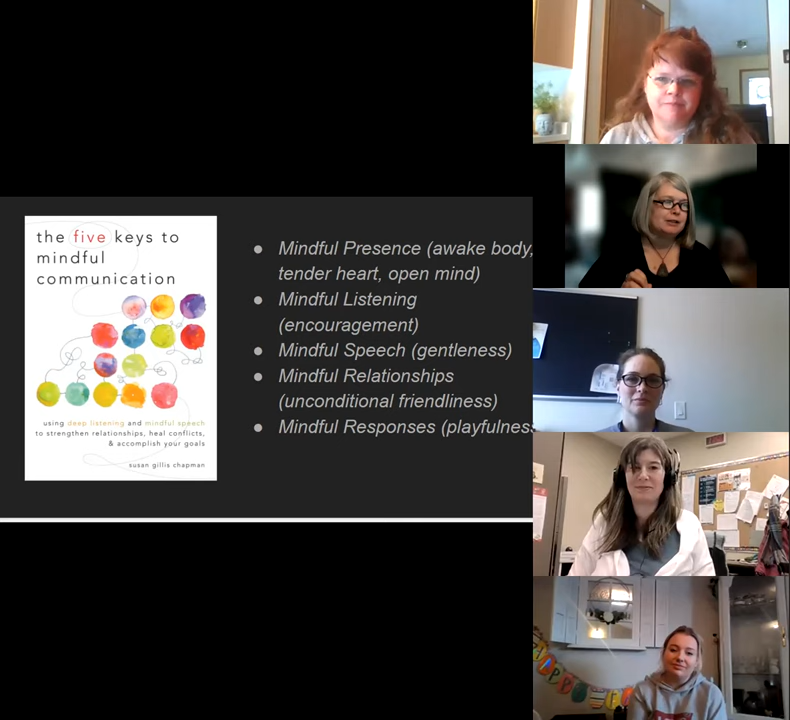 the five keys to
mindful
communication
using deep listening and mindful speech
to strengthen relationships, heal conflicts,
& accomplish your goals
susan gillis chapman
● Mindful Presence (awake body,
tender heart, open mind)
● Mindful Listening
(encouragement)
● Mindful Speech (gentleness)
● Mindful Relationships
(unconditional friendliness)
● Mindful Responses (playfulness